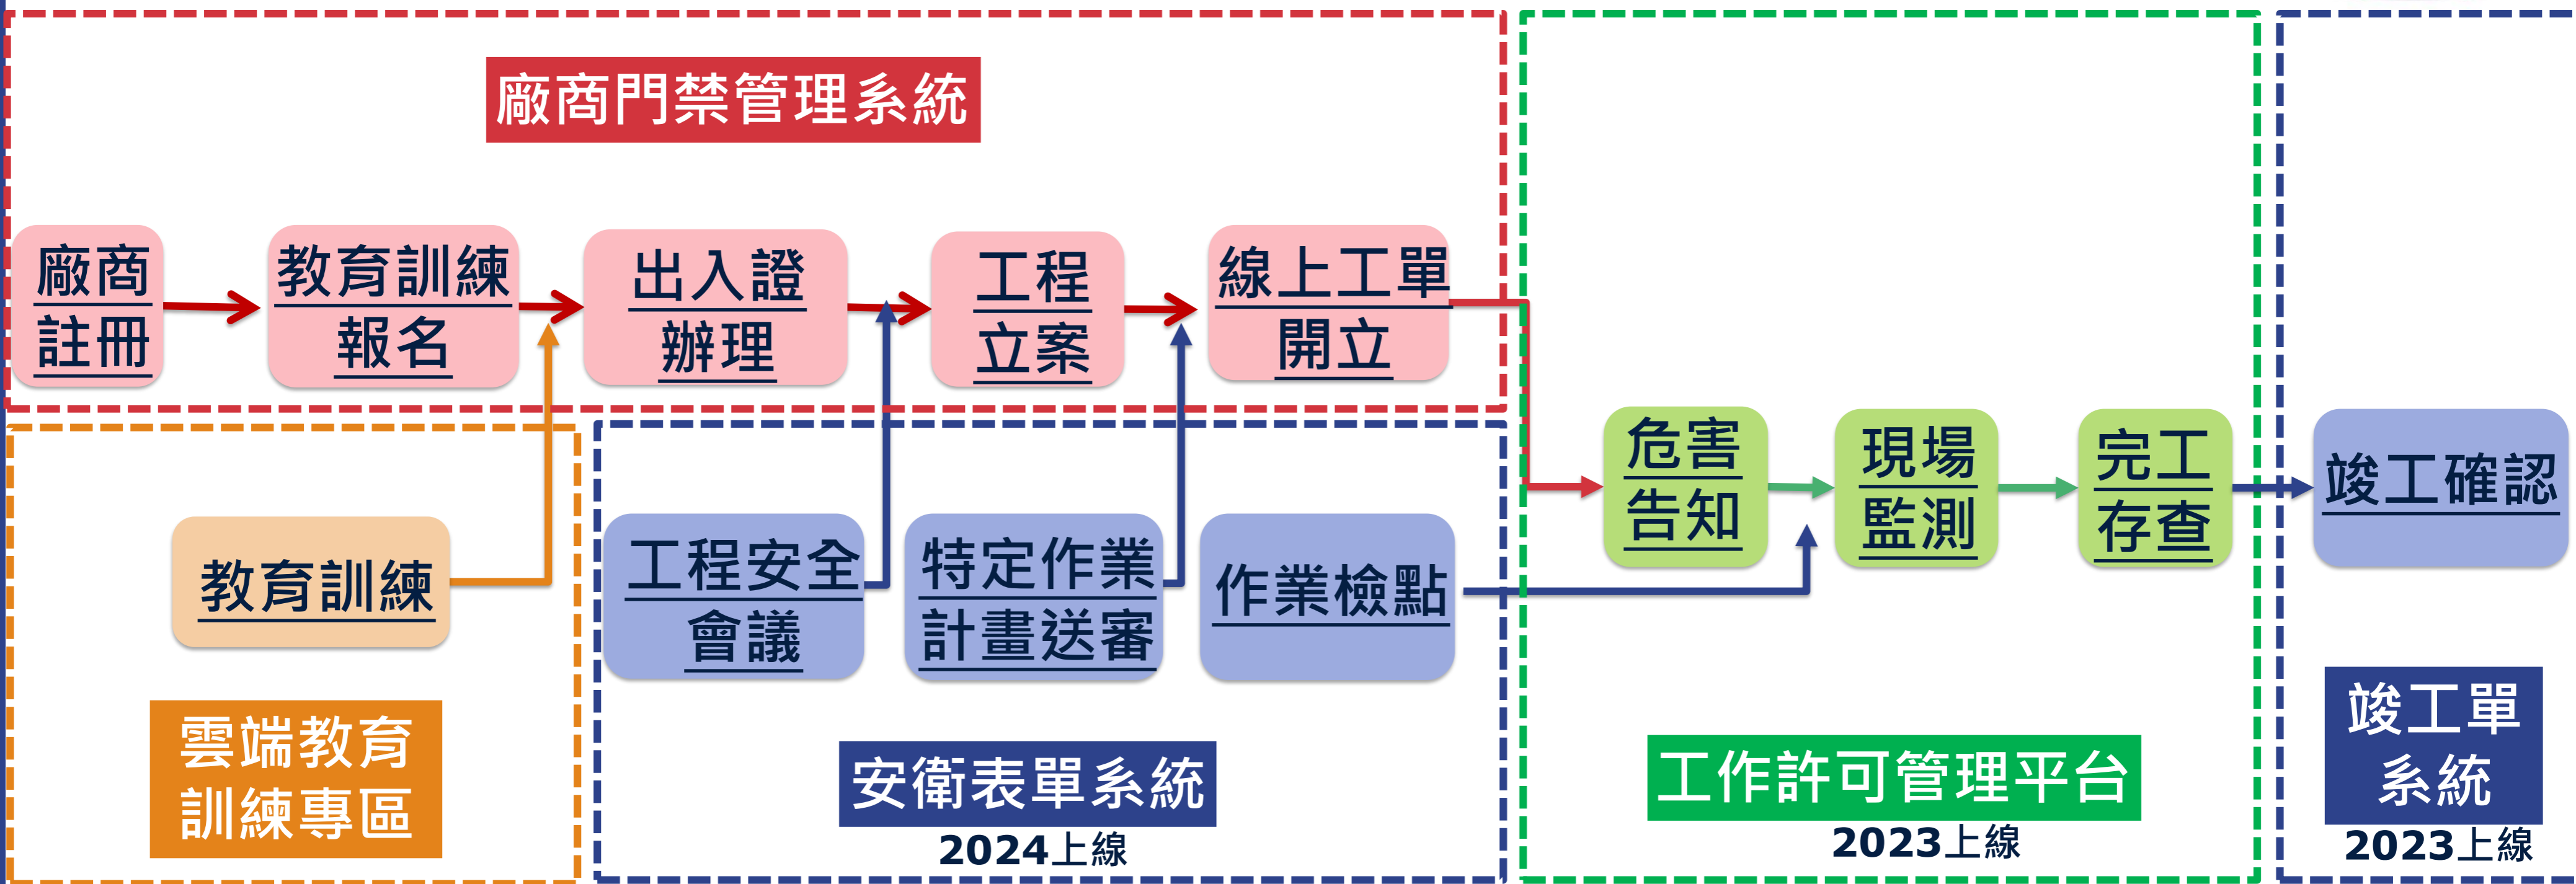 廠商門禁管理系統
廠商
註冊
教育訓練
報名
出入證
辦理
工程
立案
線上工單
開立
危害
告知
現場
監測
完工
存查
竣工確認
教育訓練
工程安全
會議
特定作業
計畫送審
作業檢點
雲端教育
訓練專區
安衛表單系統
2024上線
工作許可管理平台
2023上線
竣工單
系統
2023上線